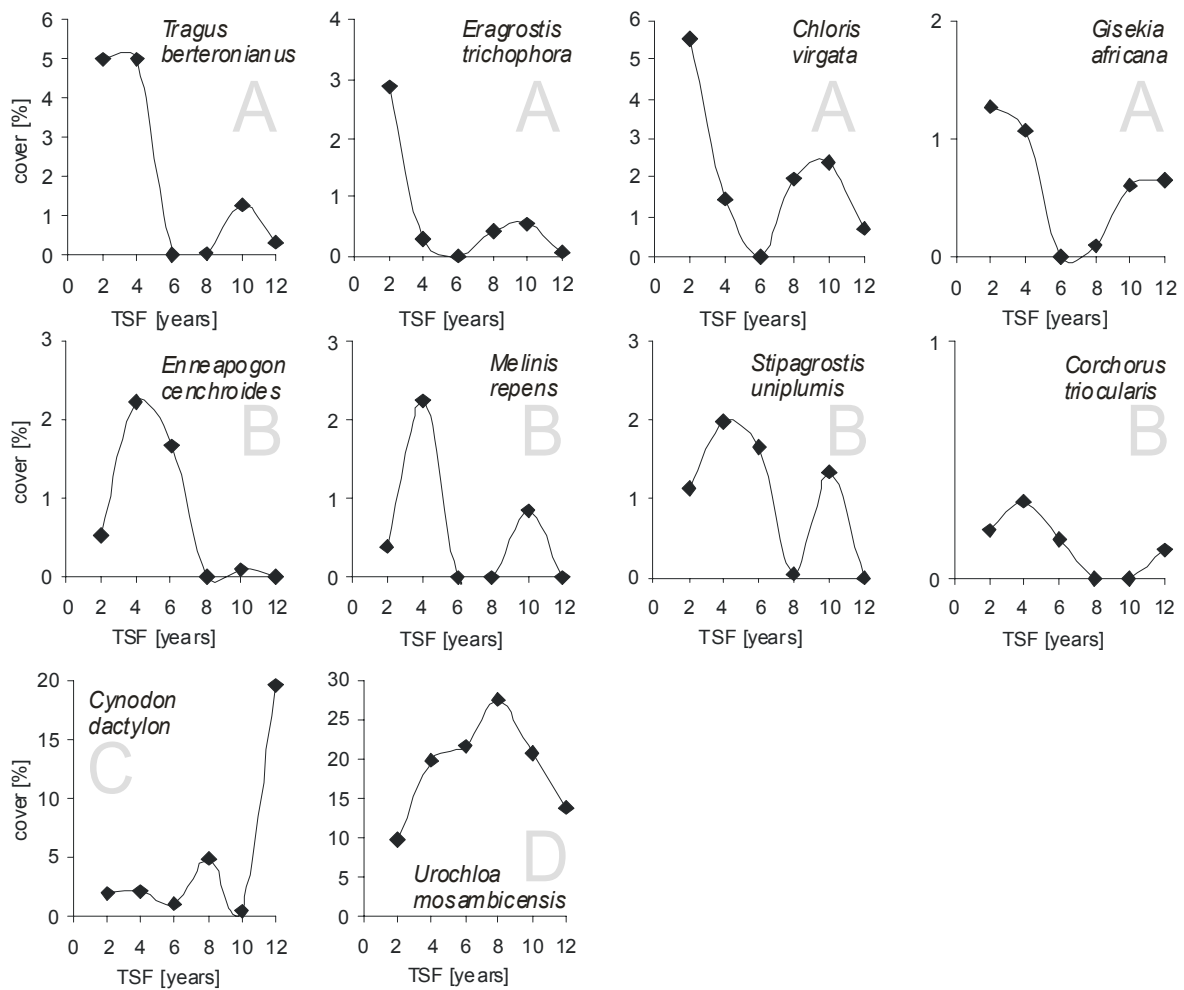 Tragus
berteronianus
A
cover [%]
6
5
4
3
2
1
0
0 2 4 6 8 10 12
TSF [years]
Eragrostis
trichophora
A
4
3
2
1
0
0 2 4 6 8 10 12
TSF [years]
Chloris
virgata
A
6
5
4
3
2
1
0
0 2 4 6 8 10 12
TSF [years]
Gisekia
africana
A
2
1
0
0 2 4 6 8 10 12
TSF [years]
Enneapogon
cenchroides
B
cover [%]
3
2
1
0
0 2 4 6 8 10 12
TSF [years]
Melinis
repens
B
3
2
1
0
0 2 4 6 8 10 12
TSF [years]
Stipagrostis
uniplumis
B
3
2
1
0
0 2 4 6 8 10 12
TSF [years]
Corchorus
triocularis
B
1
0
0 2 4 6 8 10 12
TSF [years]
Cynodon
dactylon
C
cover [%]
20
15
10
5
0
0 2 4 6 8 10 12
TSF [years]
30
25
20
15
10
5
0
D
Urochloa
mosambicensis
0 2 4 6 8 10 12
TSF [years]